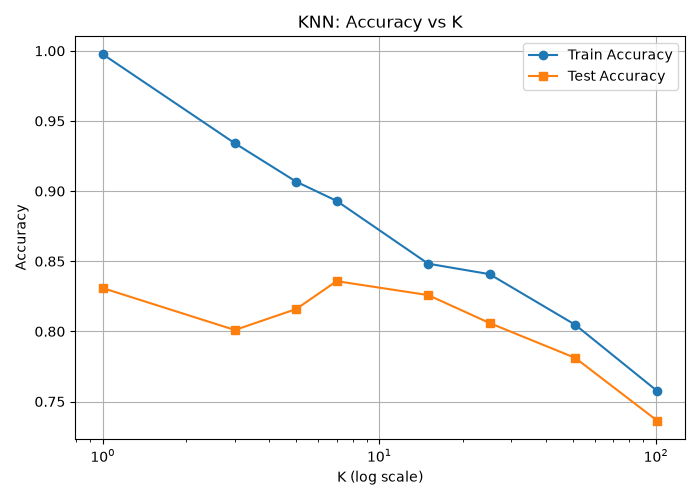 KNN: Accuracy vs K
Train Accuracy
Test Accuracy
Accuracy
1.00
0.95
0.90
0.85
0.80
0.75
10⁰
10¹
10²
K (log scale)